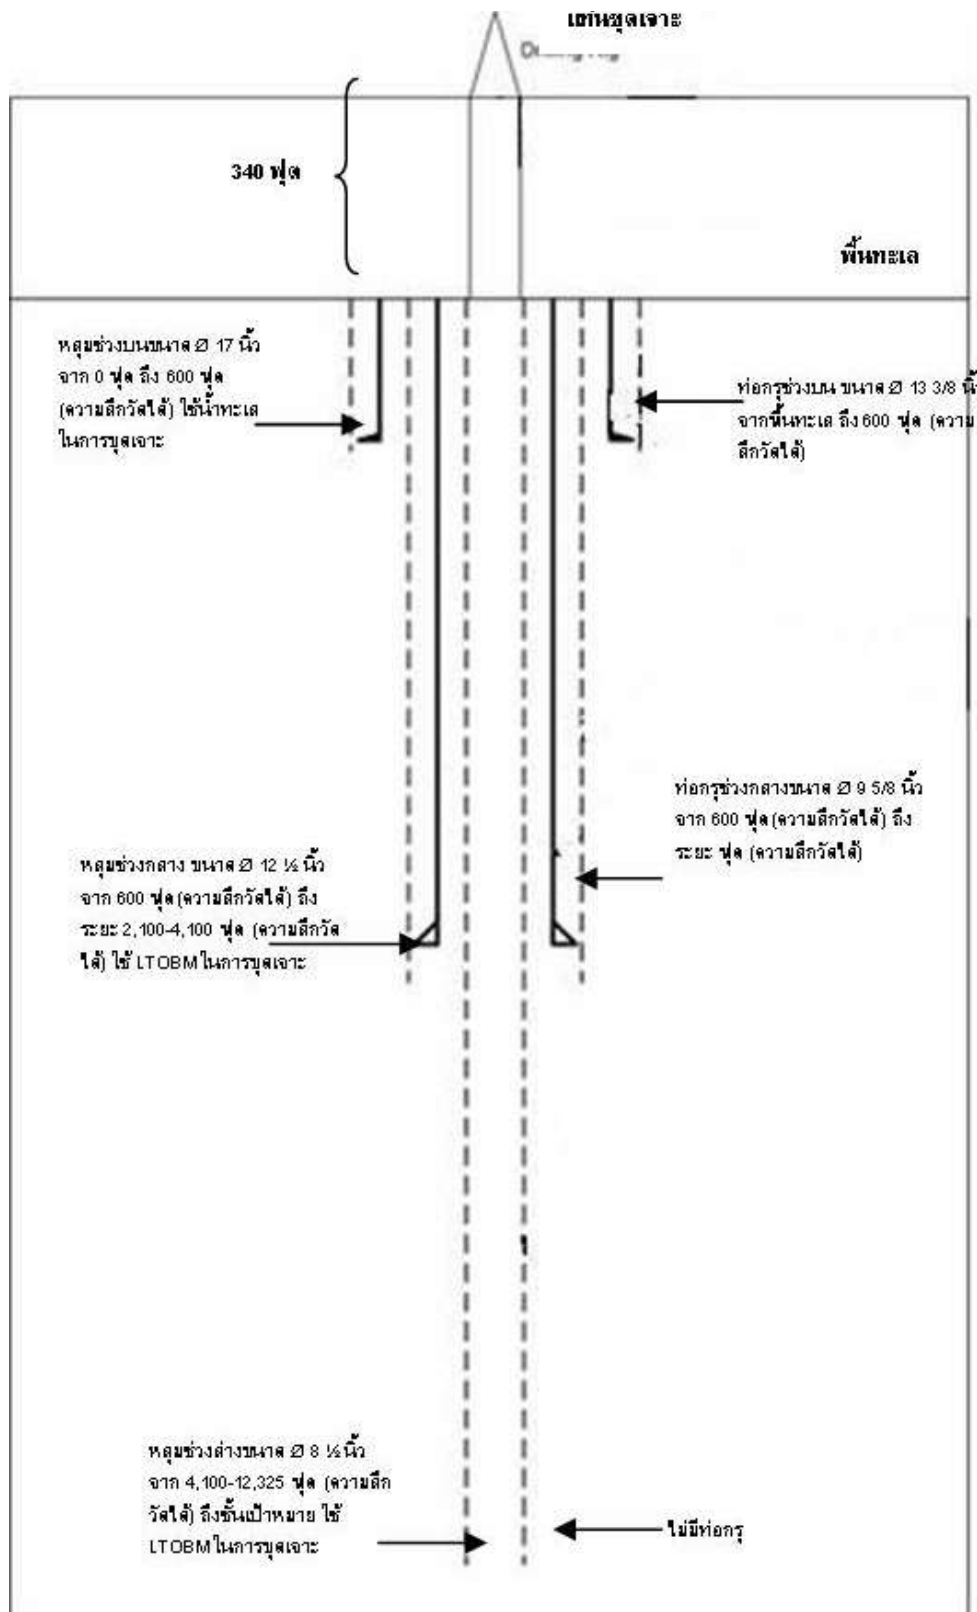 แท่นขุดเจาะ
340 ฟุต
พื้นทะเล
หลุมช่วงบนขนาด Ø 17 นิ้ว
จาก 0 ฟุต ถึง 600 ฟุต
(ความลึกวัดได้) ใช้น้ำทะเล
ในการขุดเจาะ
ท่อกรุช่วงบน ขนาด Ø 13 3/8 นิ้ว
จากพื้นทะเล ถึง 600 ฟุต (ความ
ลึกวัดได้)
ท่อกรุช่วงกลางขนาด Ø 9 5/8 นิ้ว
จาก 600 ฟุต (ความลึกวัดได้) ถึง
ระยะ ฟุต (ความลึกวัดได้)
หลุมช่วงกลาง ขนาด Ø 12 ¼ นิ้ว
จาก 600 ฟุต (ความลึกวัดได้) ถึง
ระยะ 2,100-4,100 ฟุต (ความลึกวัด
ได้) ใช้ LTOBM ในการขุดเจาะ
หลุมช่วงล่างขนาด Ø 8 ½ นิ้ว
จาก 4,100-12,325 ฟุต (ความลึก
วัดได้) ถึงชั้นเป้าหมาย ใช้
LTOBM ในการขุดเจาะ
ไม่มีท่อกรุ